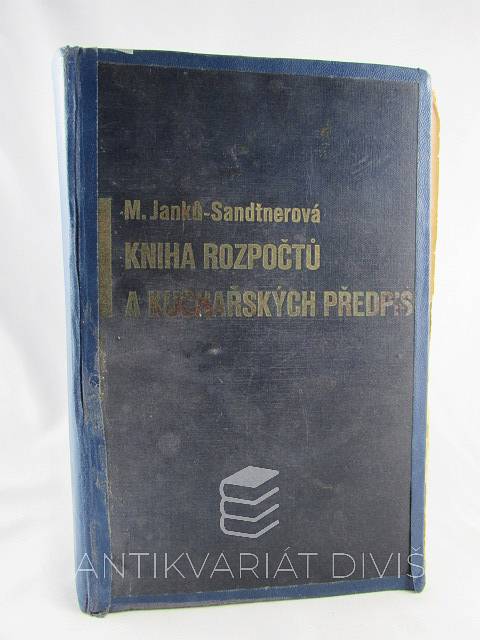 M. Janků-Sandtnerová
KNIHA ROZPOČTŮ
A KUCHAŘSKÝCH PŘEDPIS
ANTIKVARIÁT DIVIŠ